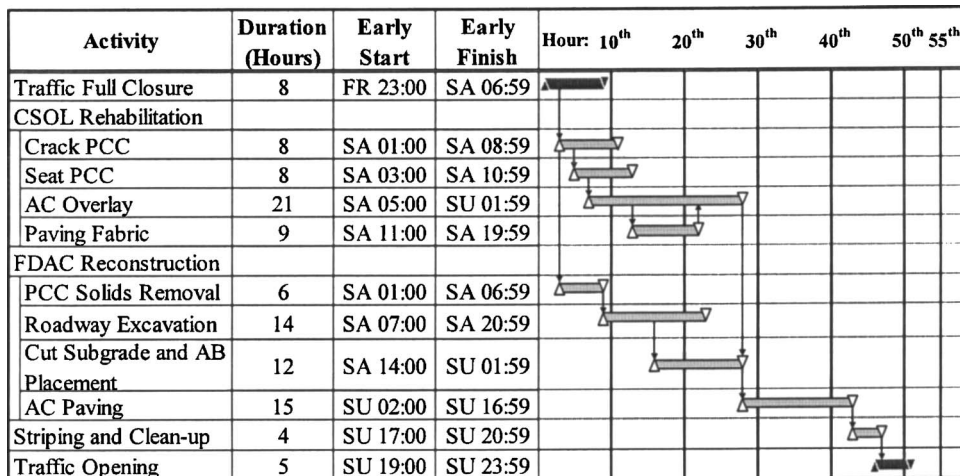 Activity Duration (Hours) Early Start Early Finish Hour: 10th 20th 30th 40th 50th 55th
Traffic Full Closure 8 FR 23:00 SA 06:59
CSOL Rehabilitation
Crack PCC 8 SA 01:00 SA 08:59
Seat PCC 8 SA 03:00 SA 10:59
AC Overlay 21 SA 05:00 SU 01:59
Paving Fabric 9 SA 11:00 SA 19:59
FDAC Reconstruction
PCC Solids Removal 6 SA 01:00 SA 06:59
Roadway Excavation 14 SA 07:00 SA 20:59
Cut Subgrade and AB Placement 12 SA 14:00 SU 01:59
AC Paving 15 SU 02:00 SU 16:59
Striping and Clean-up 4 SU 17:00 SU 20:59
Traffic Opening 5 SU 19:00 SU 23:59